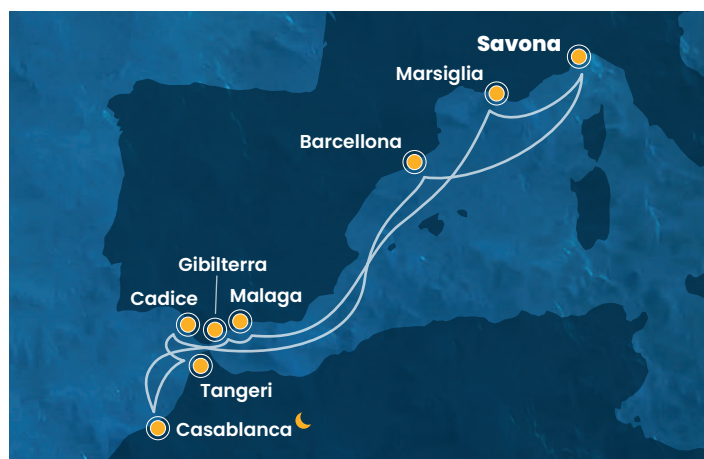 Savona
Marsiglia
Barcellona
Gibilterra
Cadice
Malaga
Tangeri
Casablanca